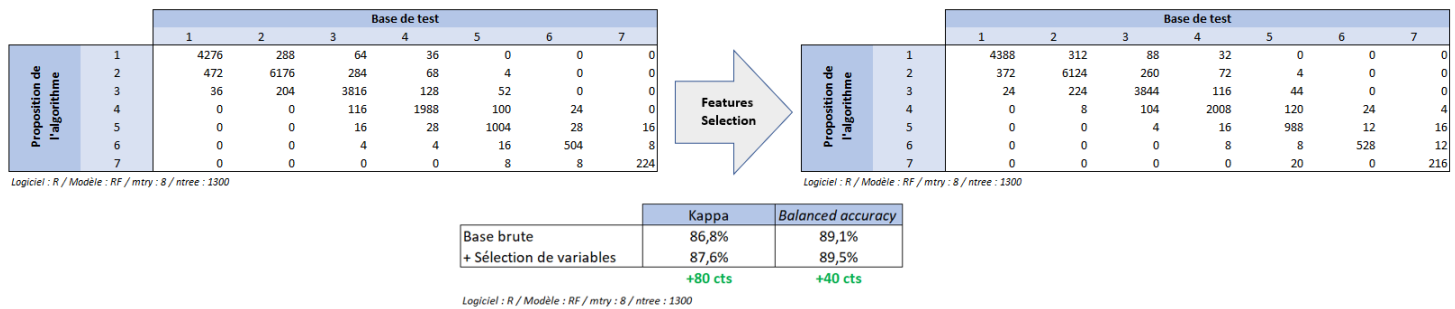 Base de test
1 2 3 4 5 6 7
Proposition de l'algorithme
1 4276 288 64 36 0 0 0
2 472 6176 284 68 4 0 0
3 36 204 3816 128 52 0 0
4 0 0 116 1988 100 24 0
5 0 0 16 28 1004 28 16
6 0 0 4 4 16 504 8
7 0 0 0 0 8 8 224
Logiciel : R / Modèle : RF / mtry : 8 / ntree : 1300
Features
Selection
Base de test
1 2 3 4 5 6 7
Proposition de l'algorithme
1 4388 312 88 32 0 0 0
2 372 6124 260 72 4 0 0
3 24 224 3844 116 44 0 0
4 0 8 104 2008 120 24 4
5 0 0 4 16 988 12 16
6 0 0 0 8 8 528 12
7 0 0 0 0 20 0 216
Logiciel : R / Modèle : RF / mtry : 8 / ntree : 1300
Kappa Balanced accuracy
Base brute 86,8% 89,1%
+ Sélection de variables 87,6% 89,5%
+80 cts +40 cts
Logiciel : R / Modèle : RF / mtry : 8 / ntree : 1300